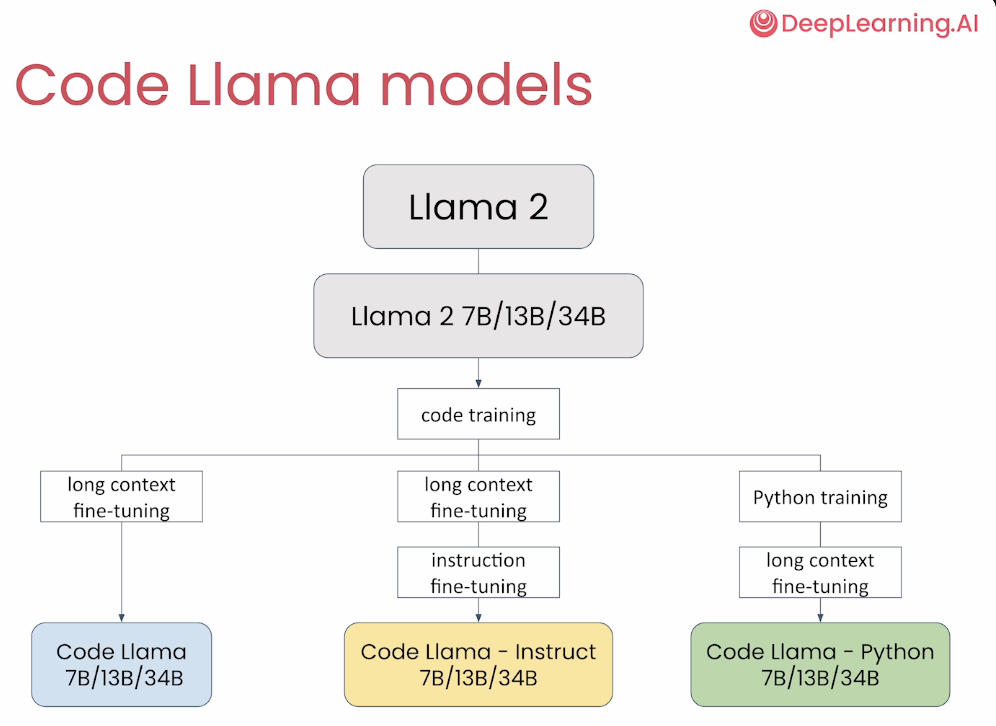 DeepLearning.AI
Code Llama models
Llama 2
Llama 2 7B/13B/34B
code training
long context
fine-tuning
long context
fine-tuning
Python training
instruction
fine-tuning
long context
fine-tuning
Code Llama
7B/13B/34B
Code Llama - Instruct
7B/13B/34B
Code Llama - Python
7B/13B/34B